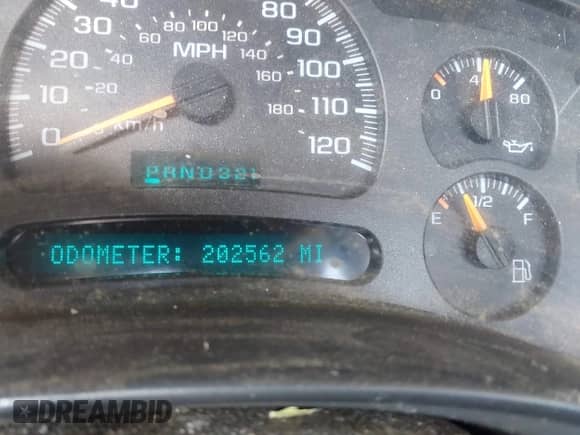 40 80
30 80 100 90
60 120
20 40 MPH 140 100
160
10 20 180 110
0 km/h 120
PRND321
ODOMETER: 202562 MI
0 4 80
E 1/2 F
DREAMBID